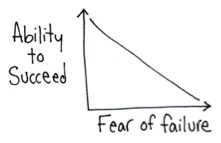 Ability
to
Succeed
Fear of failure